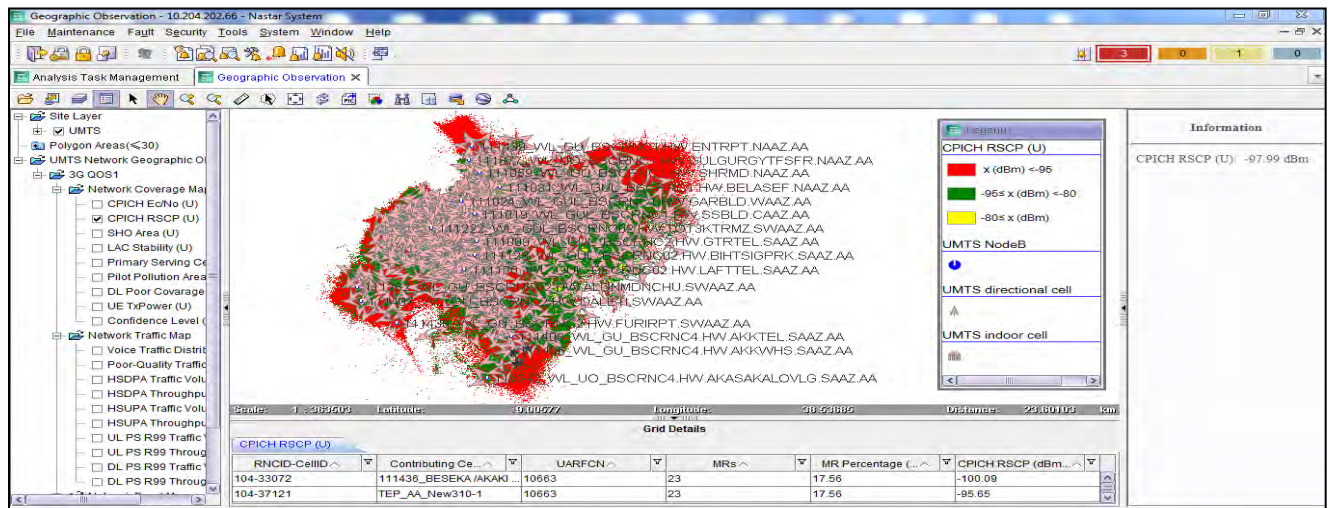 Geographic Observation - 10.204.202.66 - Nastar System
File Maintenance Fault Security Tools System Window Help
3 0 1 0
Analysis Task Management Geographic Observation
Site Layer
UMTS
Polygon Areas(≤30)
UMTS Network Geographic Ol
3G QOS1
Network Coverage Map
CPICH Ec/No (U)
CPICH RSCP (U)
SHO Area (U)
LAC Stability (U)
Primary Serving Ce
Pilot Pollution Area
DL Poor Covarage
UE TxPower (U)
Confidence Level (
Network Traffic Map
Voice Traffic Distrit
Poor-Quality Traffic
HSDPA Traffic Volu
HSDPA Throughpu
HSUPA Traffic Volu
HSUPA Throughpu
UL PS R99 Traffic
UL PS R99 Throug
DL PS R99 Traffic
DL PS R99 Throug
ENTRPT.NAAZ.AA
GULGURGYTFSFR.NAAZ.AA
SHRMD.NAAZ.AA
HW.BELASEF.NAAZ.AA
GARBLD.WAAZ.AA
SSBLD.CAAZ.AA
SWAAZ.AA
HW.GTRTEL.SAAZ.AA
HW.BIHTSIGPRK.SAAZ.AA
HW.LAFTTEL.SAAZ.AA
SWAAZ.AA
SWAAZ.AA
HW.FURIRPT.SWAAZ.AA
WL_GU_BSCRNC4.HW.AKKTEL.SAAZ.AA
WL_GU_BSCRNC4.HW.AKKWHS.SAAZ.AA
WL_UO_BSCRNC4.HW.AKASAKALOVLG.SAAZ.AA
Legend
CPICH RSCP (U)
x (dBm) <-95
-95≤ x (dBm) <-80
-80≤ x (dBm)
UMTS NodeB
UMTS directional cell
UMTS indoor cell
Information
CPICH RSCP (U): -97.99 dBm
Scale: 1 : 363503 Latitude: 9.00577 Longitude: 38.53685 Distance: 23.60103 km
Grid Details
CPICH RSCP (U)
RNCID-CellID Contributing Ce... UARFCN MRs MR Percentage (... CPICH RSCP (dBm...
104-33072 111436_BESEKA /AKAKI ... 10663 23 17.56 -100.09
104-37121 TEP_AA_New310-1 10663 23 17.56 -95.65